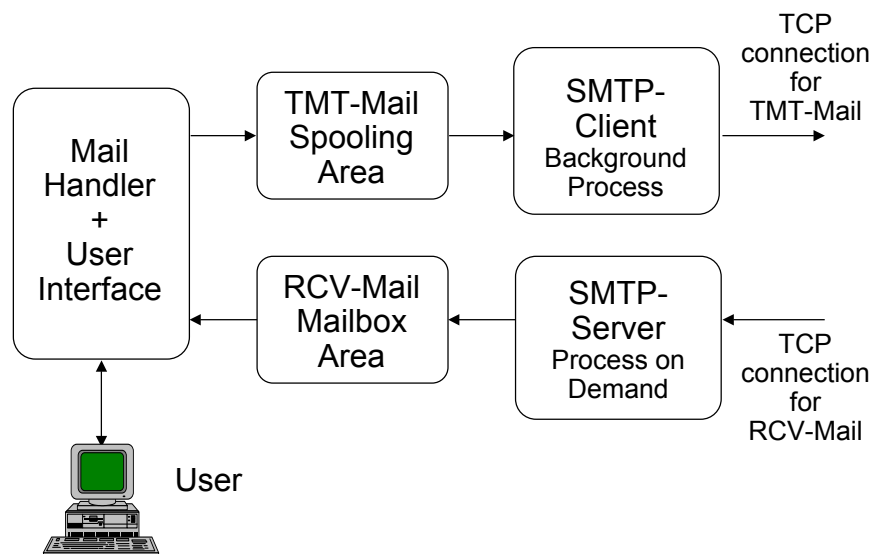 Mail
Handler
+
User
Interface
TMT-Mail
Spooling
Area
SMTP-
Client
Background
Process
TCP
connection
for
TMT-Mail
RCV-Mail
Mailbox
Area
SMTP-
Server
Process on
Demand
TCP
connection
for
RCV-Mail
User